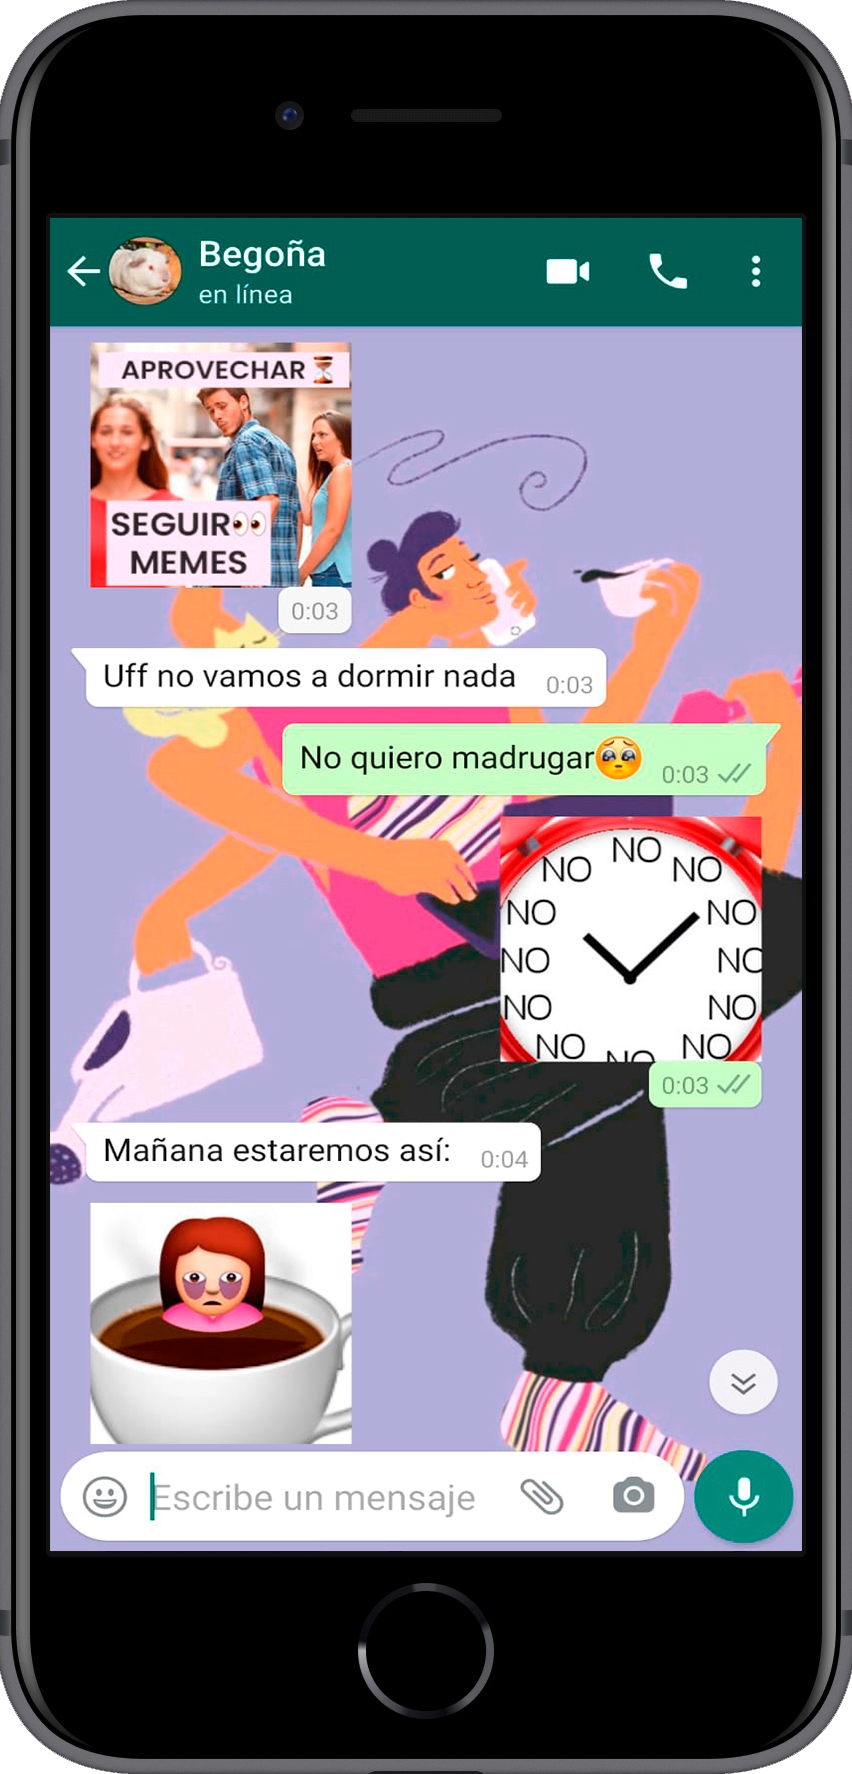 Begoña
en línea
APROVECHAR⏳
SEGUIR👀
MEMES
0:03
Uff no vamos a dormir nada 0:03
No quiero madrugar🥺 0:03
NO
NO NO
NO NO
NO NO
NO NO
NO NO
NO
0:03
Mañana estaremos así: 0:04
Escribe un mensaje